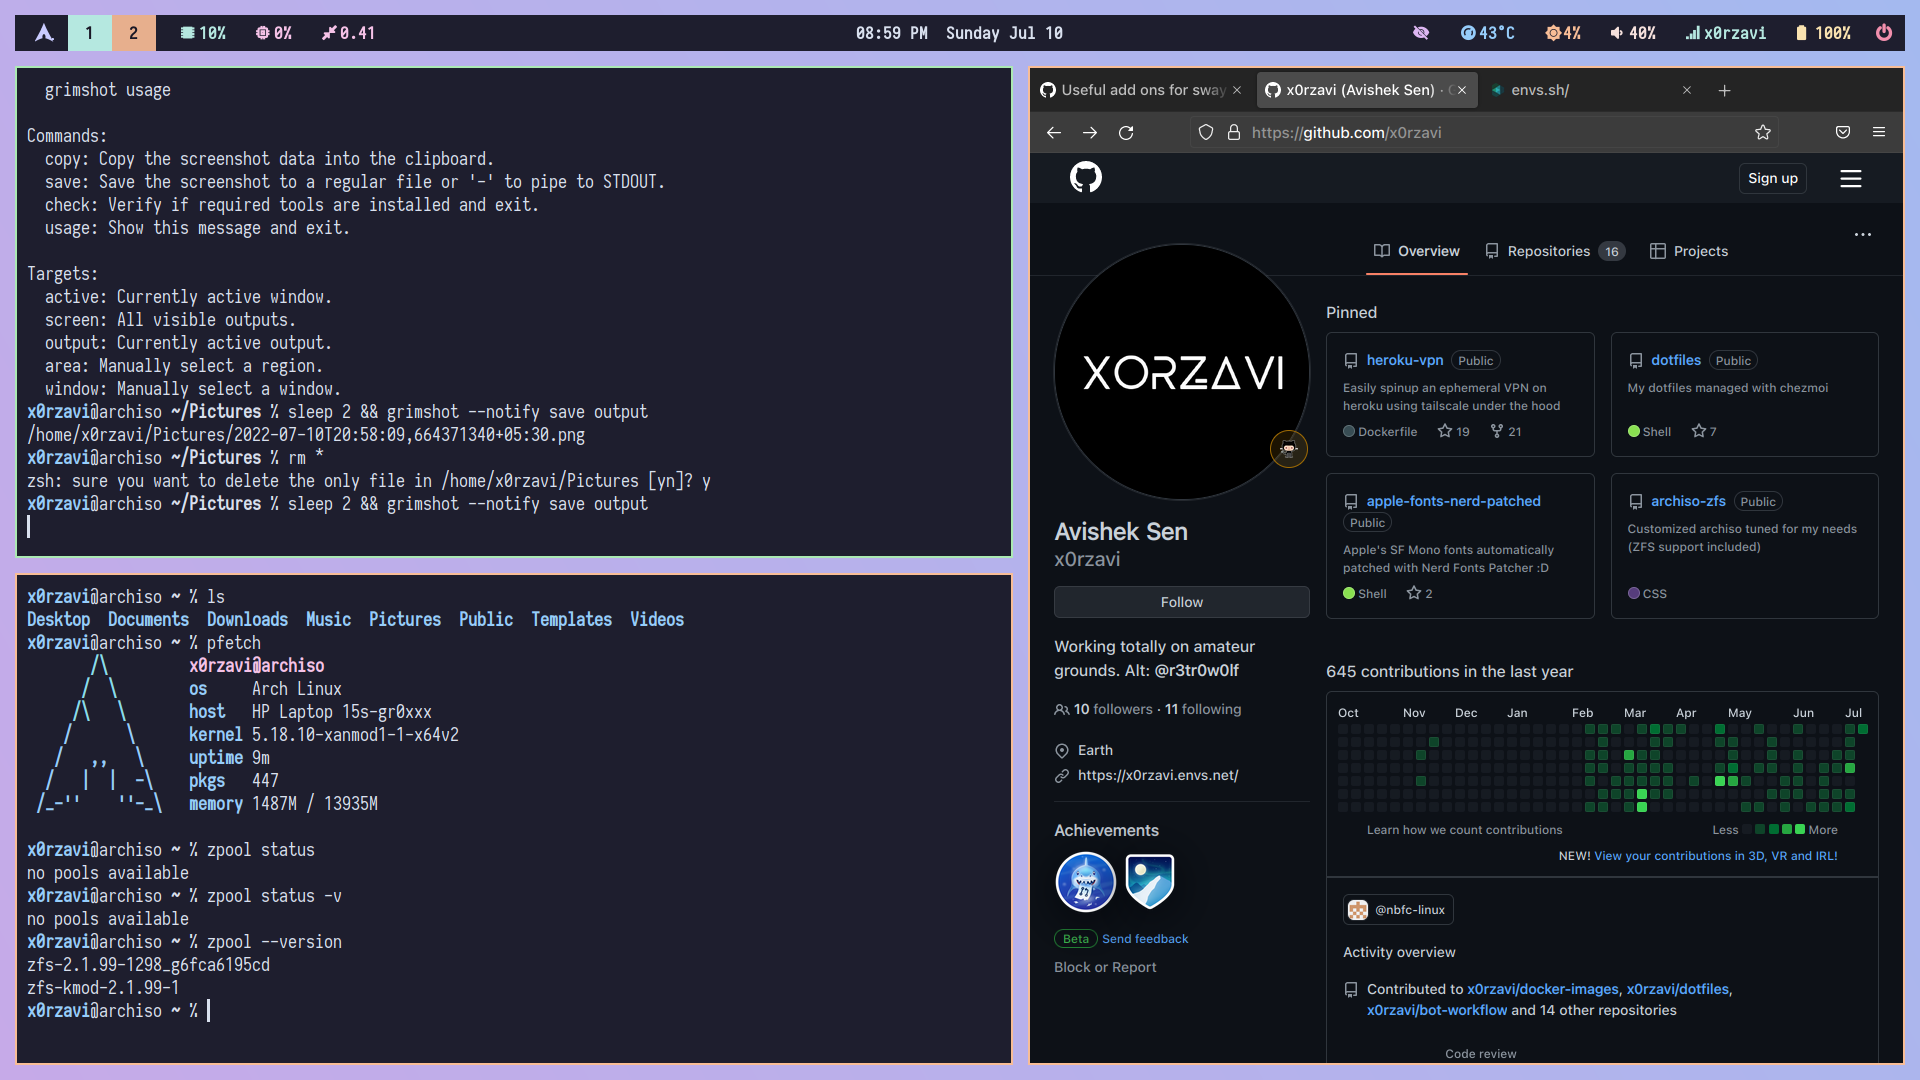 1 2 10% 0% 0.41 08:59 PM Sunday Jul 10 43°C 4% 40% x0rzavi 100%
grimshot usage
Commands:
copy: Copy the screenshot data into the clipboard.
save: Save the screenshot to a regular file or '-' to pipe to STDOUT.
check: Verify if required tools are installed and exit.
usage: Show this message and exit.
Targets:
active: Currently active window.
screen: All visible outputs.
output: Currently active output.
area: Manually select a region.
window: Manually select a window.
x0rzavi@archiso ~/Pictures % sleep 2 && grimshot --notify save output
/home/x0rzavi/Pictures/2022-07-10T20:58:09,664371340+05:30.png
x0rzavi@archiso ~/Pictures % rm *
zsh: sure you want to delete the only file in /home/x0rzavi/Pictures [yn]? y
x0rzavi@archiso ~/Pictures % sleep 2 && grimshot --notify save output
x0rzavi@archiso ~ % ls
Desktop Documents Downloads Music Pictures Public Templates Videos
x0rzavi@archiso ~ % pfetch
x0rzavi@archiso
os Arch Linux
host HP Laptop 15s-gr0xxx
kernel 5.18.10-xanmod1-1-x64v2
uptime 9m
pkgs 447
memory 1487M / 13935M
x0rzavi@archiso ~ % zpool status
no pools available
x0rzavi@archiso ~ % zpool status -v
no pools available
x0rzavi@archiso ~ % zpool --version
zfs-2.1.99-1298_g6fca6195cd
zfs-kmod-2.1.99-1
x0rzavi@archiso ~ %
Useful add ons for sway x0rzavi (Avishek Sen) · envs.sh/
https://github.com/x0rzavi
Sign up
Overview Repositories 16 Projects
XORZAVI
Avishek Sen
x0rzavi
Follow
Working totally on amateur
grounds. Alt: @r3tr0w0lf
10 followers · 11 following
Earth
https://x0rzavi.envs.net/
Achievements
Beta Send feedback
Block or Report
Pinned
heroku-vpn Public
Easily spinup an ephemeral VPN on
heroku using tailscale under the hood
Dockerfile 19 21
dotfiles Public
My dotfiles managed with chezmoi
Shell 7
apple-fonts-nerd-patched
Public
Apple's SF Mono fonts automatically
patched with Nerd Fonts Patcher :D
Shell 2
archiso-zfs Public
Customized archiso tuned for my needs
(ZFS support included)
CSS
645 contributions in the last year
Oct Nov Dec Jan Feb Mar Apr May Jun Jul
Learn how we count contributions Less More
NEW! View your contributions in 3D, VR and IRL!
@nbfc-linux
Activity overview
Contributed to x0rzavi/docker-images, x0rzavi/dotfiles,
x0rzavi/bot-workflow and 14 other repositories
Code review